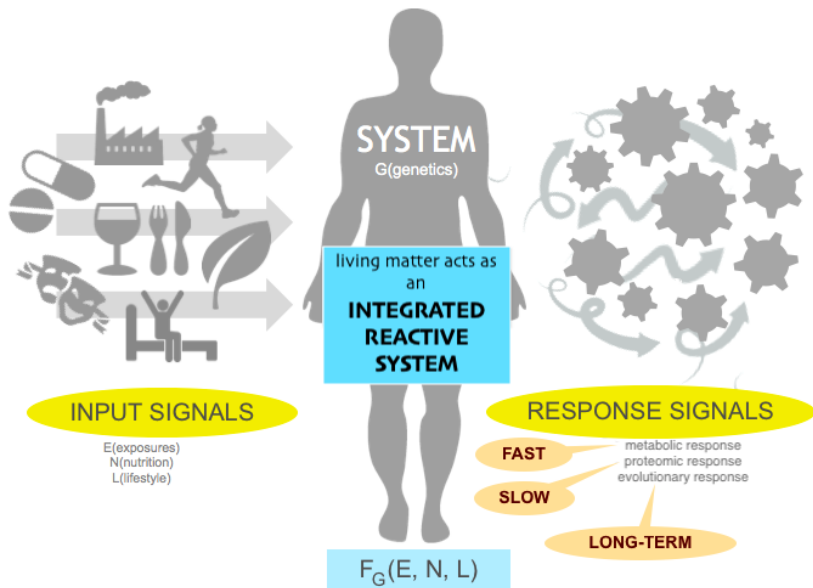 SYSTEM
G(genetics)
living matter acts as
an
INTEGRATED
REACTIVE
SYSTEM
INPUT SIGNALS
E(exposures)
N(nutrition)
L(lifestyle)
RESPONSE SIGNALS
metabolic response
proteomic response
evolutionary response
FAST
SLOW
LONG-TERM
F_G(E, N, L)